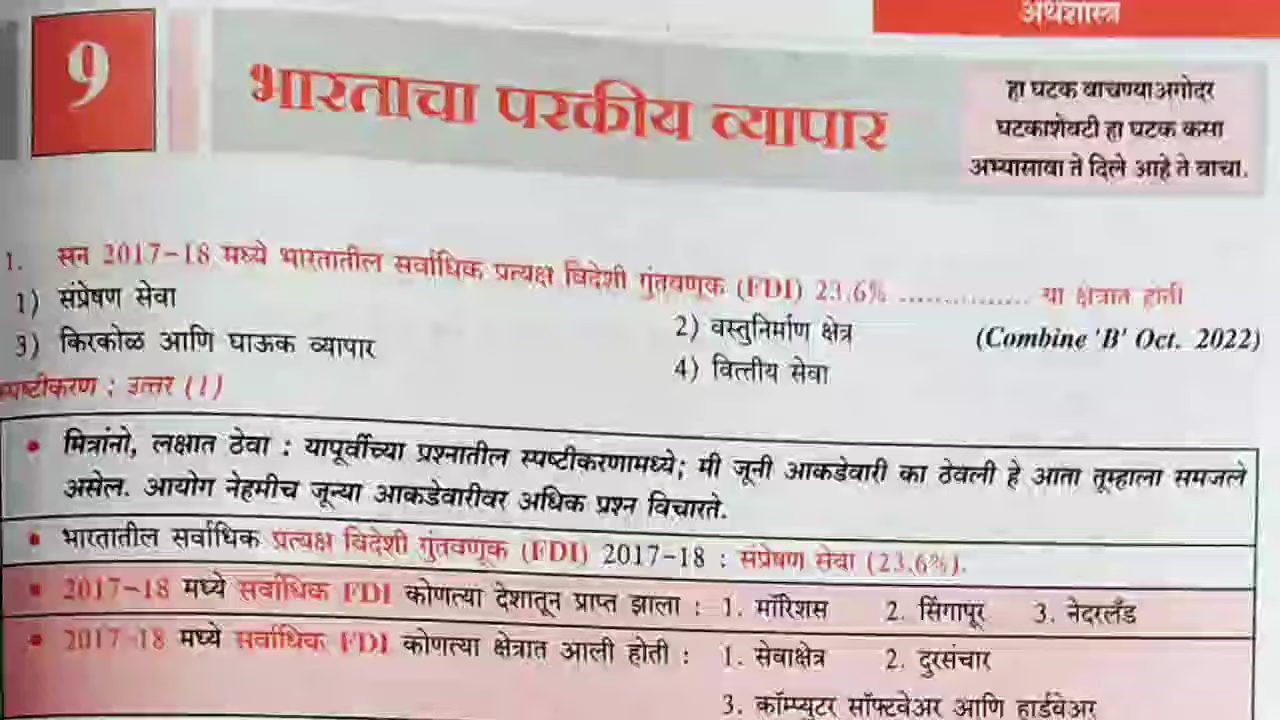 अर्थशास्त्र
9
भारताचा परकीय व्यापार
हा घटक वाचण्याअगोदर
घटकाशेवटी हा घटक कसा
अभ्यासावा ते दिले आहे ते वाचा.
1. सन 2017-18 मध्ये भारतातील सर्वाधिक प्रत्यक्ष विदेशी गुंतवणूक (FDI) 23.6% ................ या क्षेत्रात होती
1) संप्रेषण सेवा
2) वस्तुनिर्माण क्षेत्र
(Combine 'B' Oct. 2022)
3) किरकोळ आणि घाऊक व्यापार
4) वित्तीय सेवा
स्पष्टीकरण : उत्तर (1)
• मित्रांनो, लक्षात ठेवा : यापूर्वीच्या प्रश्नातील स्पष्टीकरणामध्ये; मी जूनी आकडेवारी का ठेवली हे आता तूम्हाला समजले
असेल. आयोग नेहमीच जून्या आकडेवारीवर अधिक प्रश्न विचारते.
• भारतातील सर्वाधिक प्रत्यक्ष विदेशी गुंतवणूक (FDI) 2017-18 : संप्रेषण सेवा (23.6%).
• 2017-18 मध्ये सर्वाधिक FDI कोणत्या देशातून प्राप्त झाला : 1. मॉरिशस 2. सिंगापूर 3. नेदरलँड
• 2017-18 मध्ये सर्वाधिक FDI कोणत्या क्षेत्रात आली होती : 1. सेवाक्षेत्र 2. दुरसंचार
3. कॉम्प्युटर सॉफ्टवेअर आणि हार्डवेअर